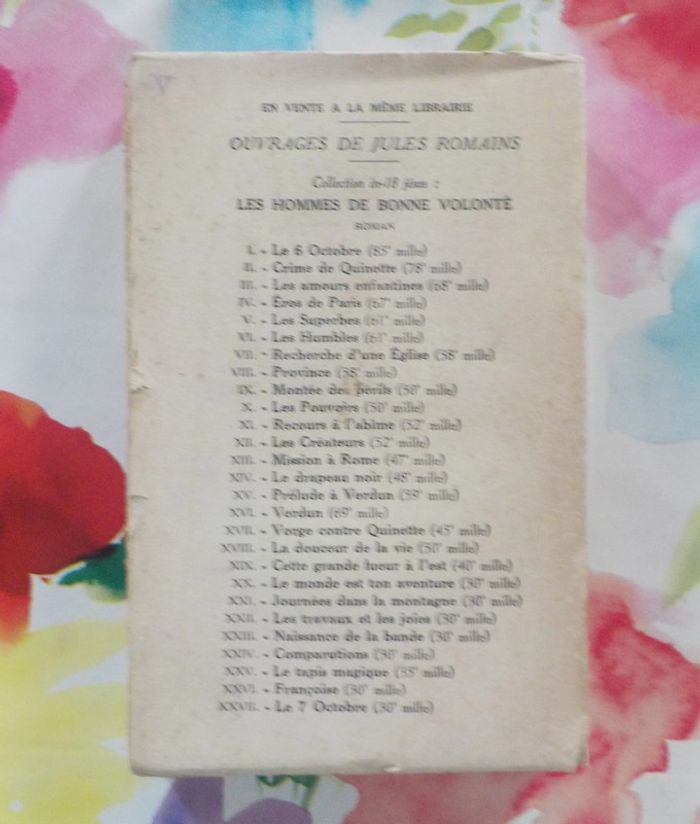 V
EN VENTE A LA MÊME LIBRAIRIE
OUVRAGES DE JULES ROMAINS
Collection in-18 jésus :
LES HOMMES DE BONNE VOLONTÉ
ROMAN
I. - Le 6 Octobre (85e mille)
II. - Crime de Quinette (78e mille)
III. - Les amours enfantines (68e mille)
IV. - Éros de Paris (67e mille)
V. - Les Superbes (61e mille)
VI. - Les Humbles (61e mille)
VII. - Recherche d'une Église (58e mille)
VIII. - Province (55e mille)
IX. - Montée des périls (50e mille)
X. - Les Pouvoirs (50e mille)
XI. - Recours à l'abîme (52e mille)
XII. - Les Créateurs (52e mille)
XIII. - Mission à Rome (47e mille)
XIV. - Le drapeau noir (48e mille)
XV. - Prélude à Verdun (59e mille)
XVI. - Verdun (69e mille)
XVII. - Vorge contre Quinette (45e mille)
XVIII. - La douceur de la vie (50e mille)
XIX. - Cette grande lueur à l'est (40e mille)
XX. - Le monde est ton aventure (30e mille)
XXI. - Journées dans la montagne (30e mille)
XXII. - Les travaux et les joies (30e mille)
XXIII. - Naissance de la bande (30e mille)
XXIV. - Comparutions (30e mille)
XXV. - Le tapis magique (35e mille)
XXVI. - Françoise (30e mille)
XXVII. - Le 7 Octobre (30e mille)